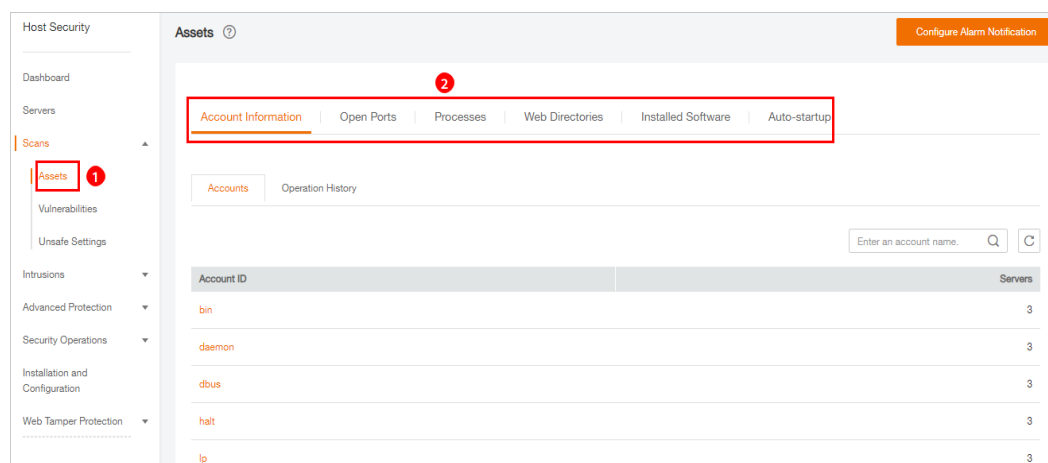 Host Security
Assets ?
Configure Alarm Notification
Dashboard
Servers
Scans
Assets
1
Vulnerabilities
Unsafe Settings
Intrusions
Advanced Protection
Security Operations
Installation and
Configuration
Web Tamper Protection
2
Account Information Open Ports Processes Web Directories Installed Software Auto-startup
Accounts Operation History
Enter an account name.
Account ID Servers
bin 3
daemon 3
dbus 3
halt 3
lp 3